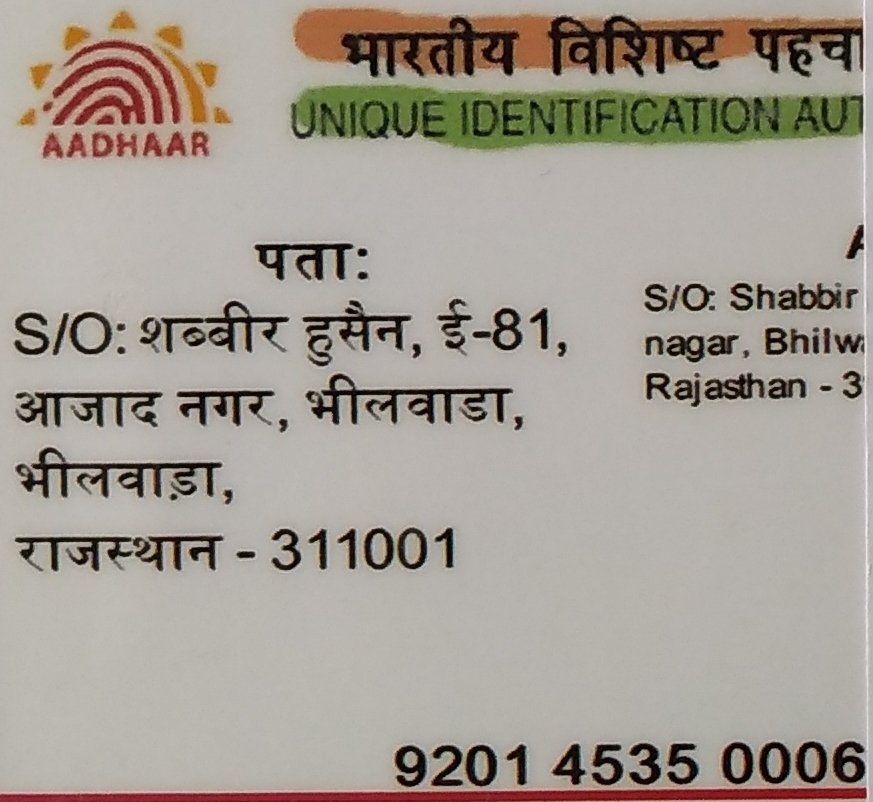 AADHAAR
भारतीय विशिष्ट पहचा
UNIQUE IDENTIFICATION AUT
पता:
S/O: शब्बीर हुसैन, ई-81,
आजाद नगर, भीलवाडा,
भीलवाड़ा,
राजस्थान - 311001
A
S/O: Shabbir
nagar, Bhilwa
Rajasthan - 3
9201 4535 0006